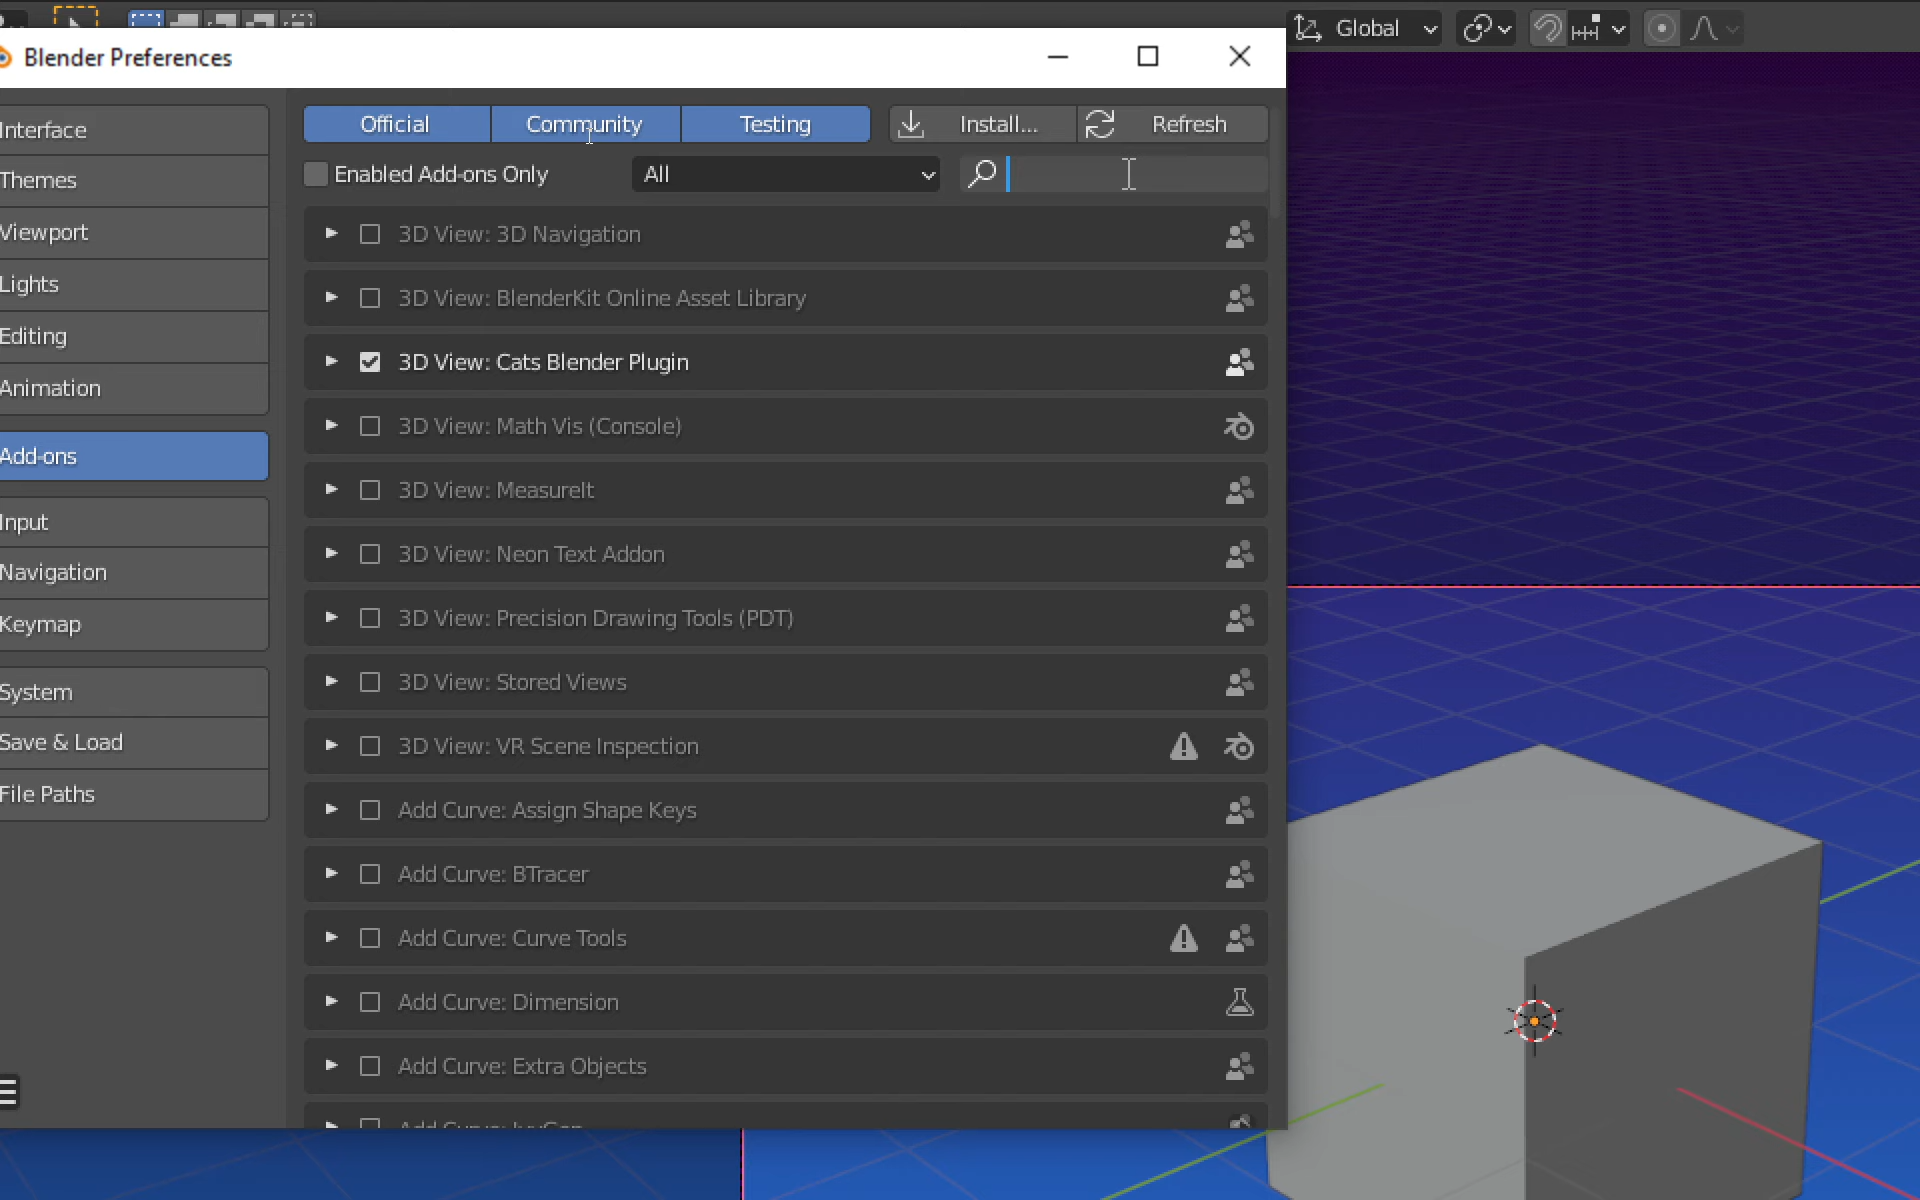 Global
Blender Preferences
Interface
Themes
Viewport
Lights
Editing
Animation
Add-ons
Input
Navigation
Keymap
System
Save & Load
File Paths
Official Community Testing Install... Refresh
Enabled Add-ons Only All
3D View: 3D Navigation
3D View: BlenderKit Online Asset Library
3D View: Cats Blender Plugin
3D View: Math Vis (Console)
3D View: MeasureIt
3D View: Neon Text Addon
3D View: Precision Drawing Tools (PDT)
3D View: Stored Views
3D View: VR Scene Inspection
Add Curve: Assign Shape Keys
Add Curve: BTracer
Add Curve: Curve Tools
Add Curve: Dimension
Add Curve: Extra Objects
Add Curve: